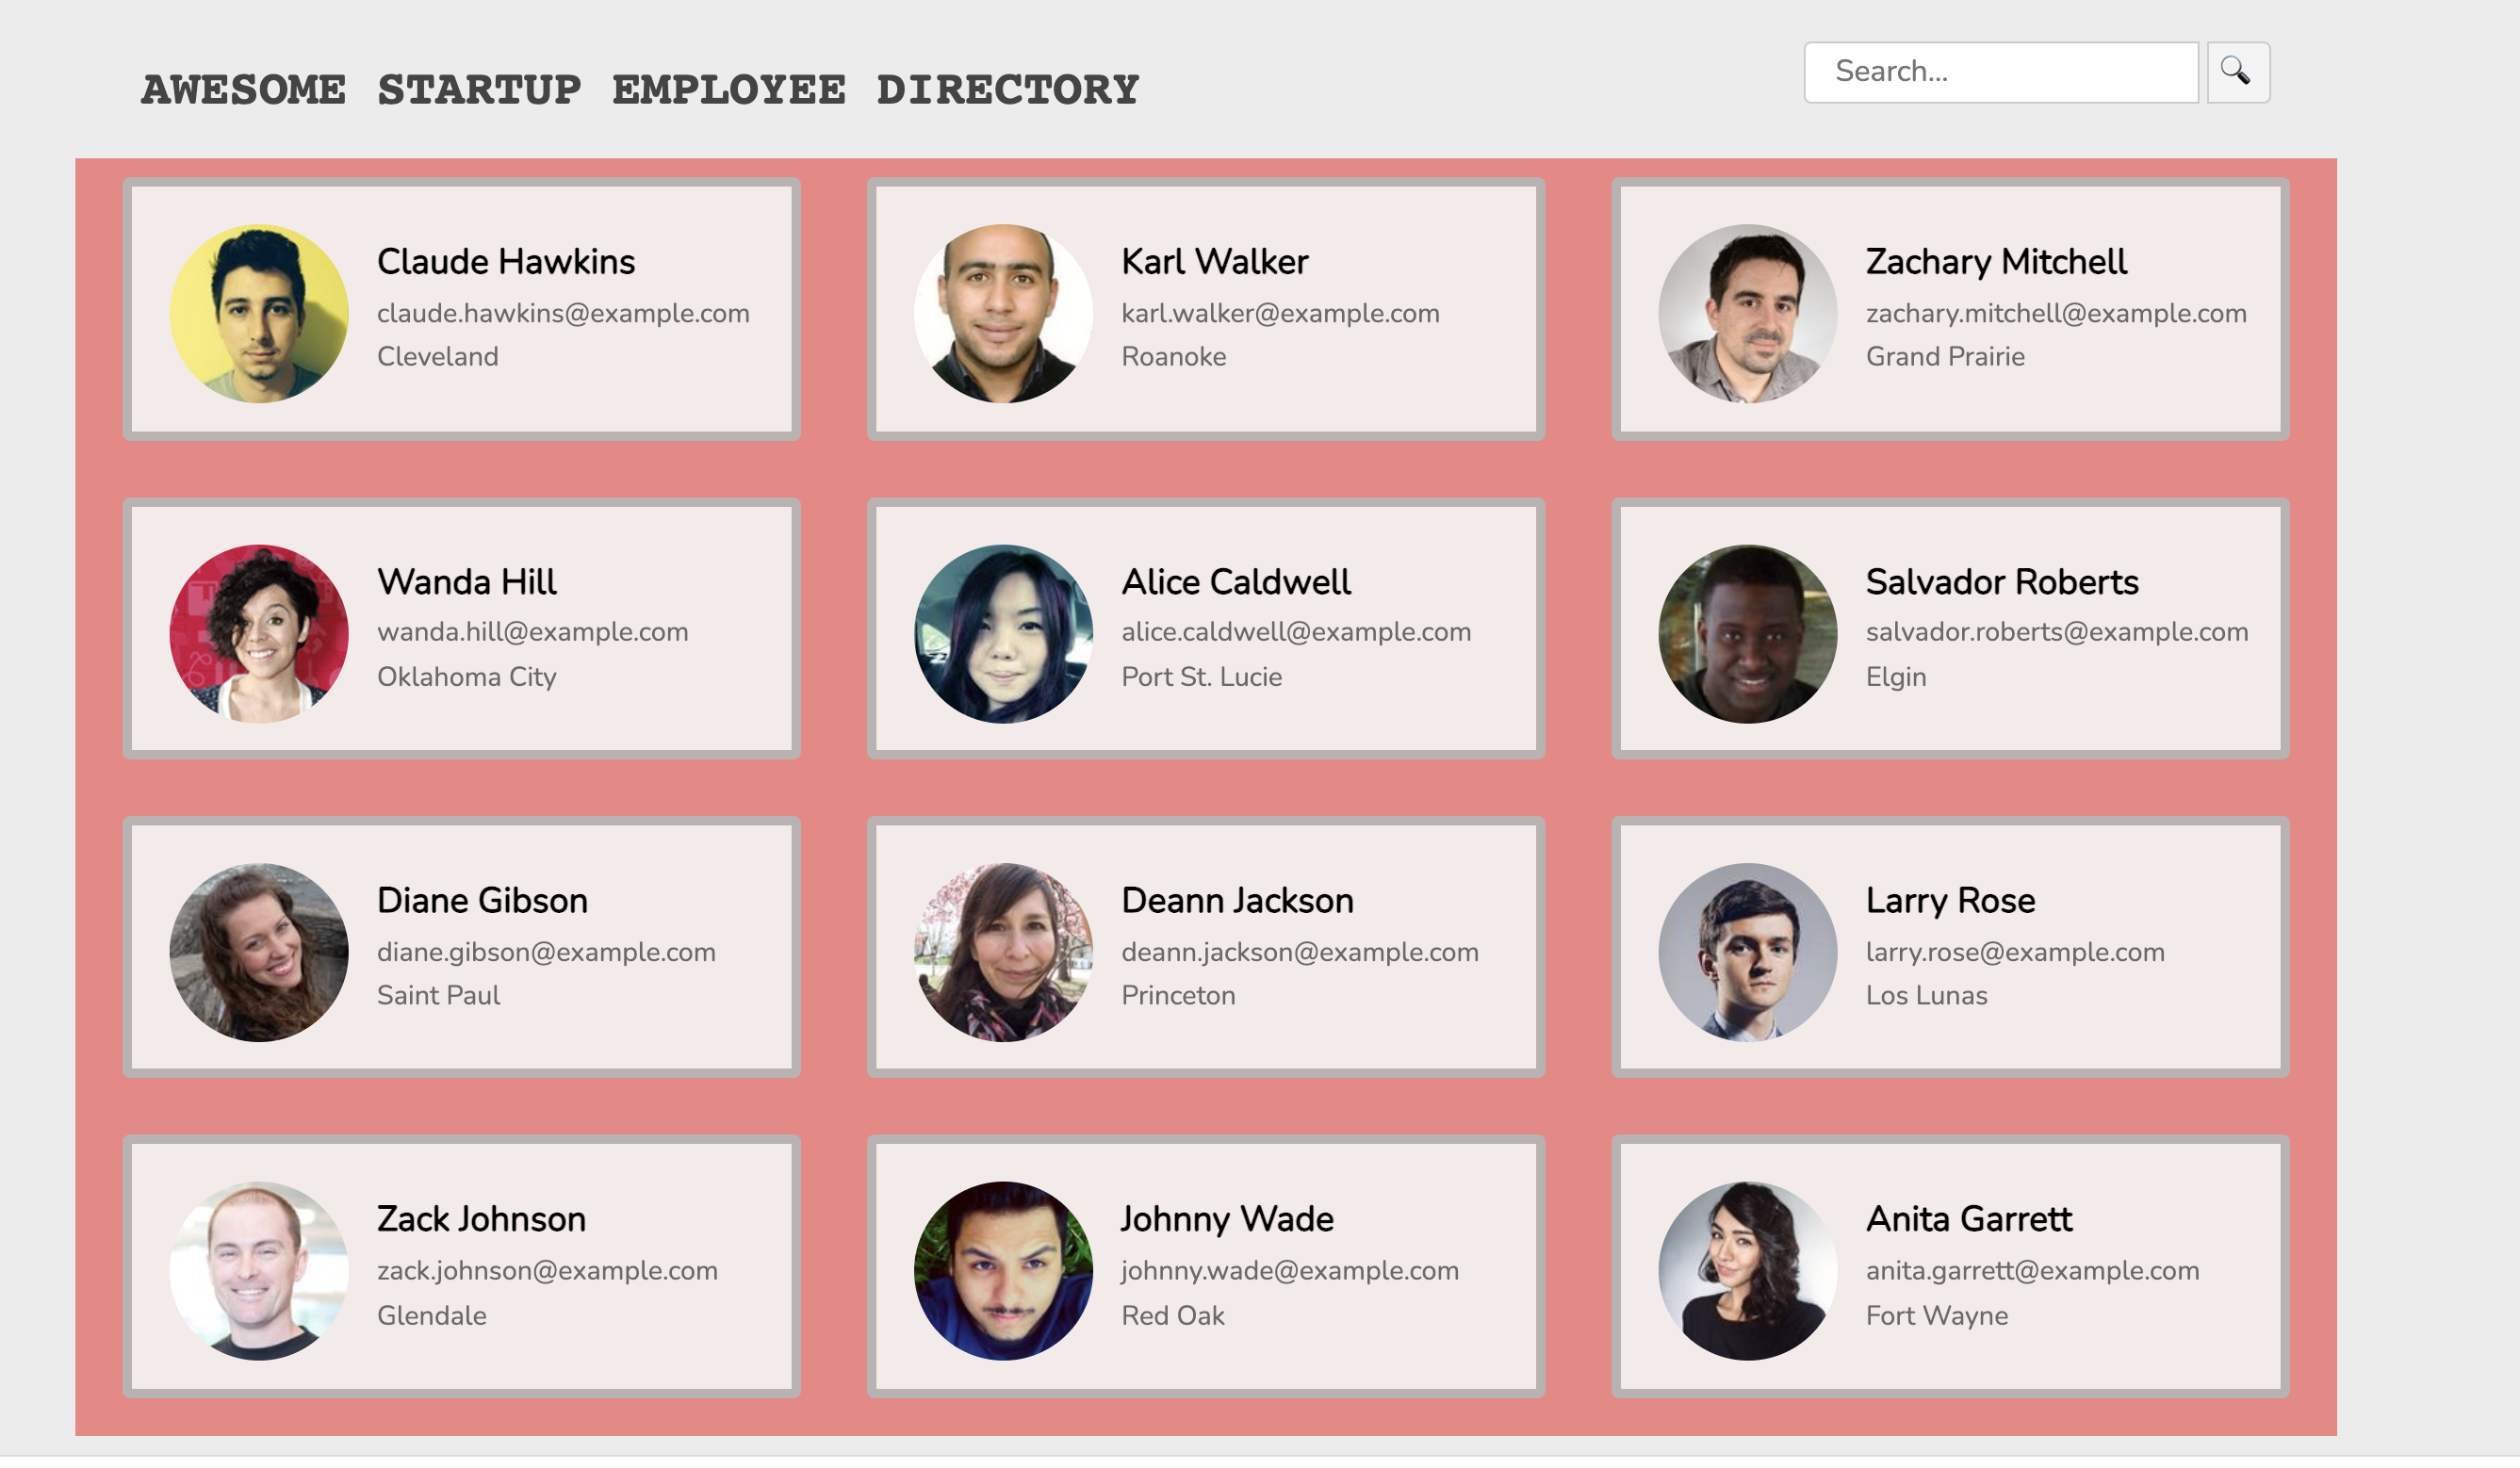 AWESOME STARTUP EMPLOYEE DIRECTORY
Search...
Claude Hawkins
claude.hawkins@example.com
Cleveland
Karl Walker
karl.walker@example.com
Roanoke
Zachary Mitchell
zachary.mitchell@example.com
Grand Prairie
Wanda Hill
wanda.hill@example.com
Oklahoma City
Alice Caldwell
alice.caldwell@example.com
Port St. Lucie
Salvador Roberts
salvador.roberts@example.com
Elgin
Diane Gibson
diane.gibson@example.com
Saint Paul
Deann Jackson
deann.jackson@example.com
Princeton
Larry Rose
larry.rose@example.com
Los Lunas
Zack Johnson
zack.johnson@example.com
Glendale
Johnny Wade
johnny.wade@example.com
Red Oak
Anita Garrett
anita.garrett@example.com
Fort Wayne